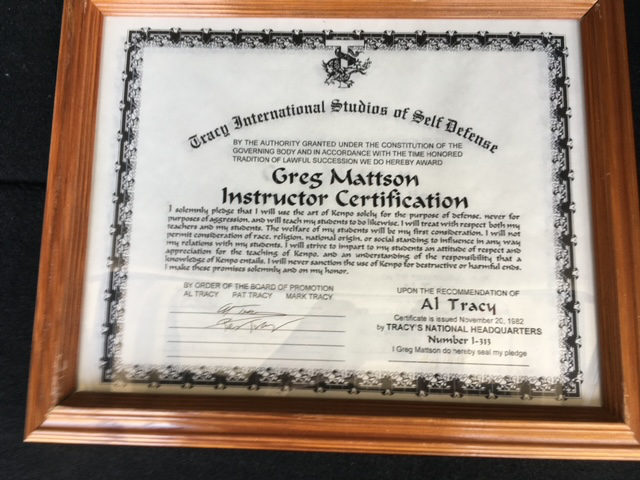 Tracy International Studios of Self Defense
BY THE AUTHORITY GRANTED UNDER THE CONSTITUTION OF THE
GOVERNING BODY AND IN ACCORDANCE WITH THE TIME HONORED
TRADITION OF LAWFUL SUCCESSION WE DO HEREBY AWARD
Greg Mattson
Instructor Certification
I solemnly pledge that I will use the art of Kenpo solely for the purpose of defense, never for
purposes of aggression, and will teach my students to do likewise. I will treat with respect both my
teachers and my students. The welfare of my students will be my first consideration. I will not
permit consideration of race, religion, national origin, or social standing to influence in any way
my relations with my students. I will strive to impart to my students an attitude of respect and
appreciation for the teaching of Kenpo, and an understanding of the responsibility that a
knowledge of Kenpo entails. I will never sanction the use of Kenpo for destructive or harmful ends.
I make these promises solemnly and on my honor.
BY ORDER OF THE BOARD OF PROMOTION
AL TRACY PAT TRACY MARK TRACY
UPON THE RECOMMENDATION OF
Al Tracy
Certificate is issued November 20, 1982
by TRACY'S NATIONAL HEADQUARTERS
Number I-313
I Greg Mattson do hereby seal my pledge